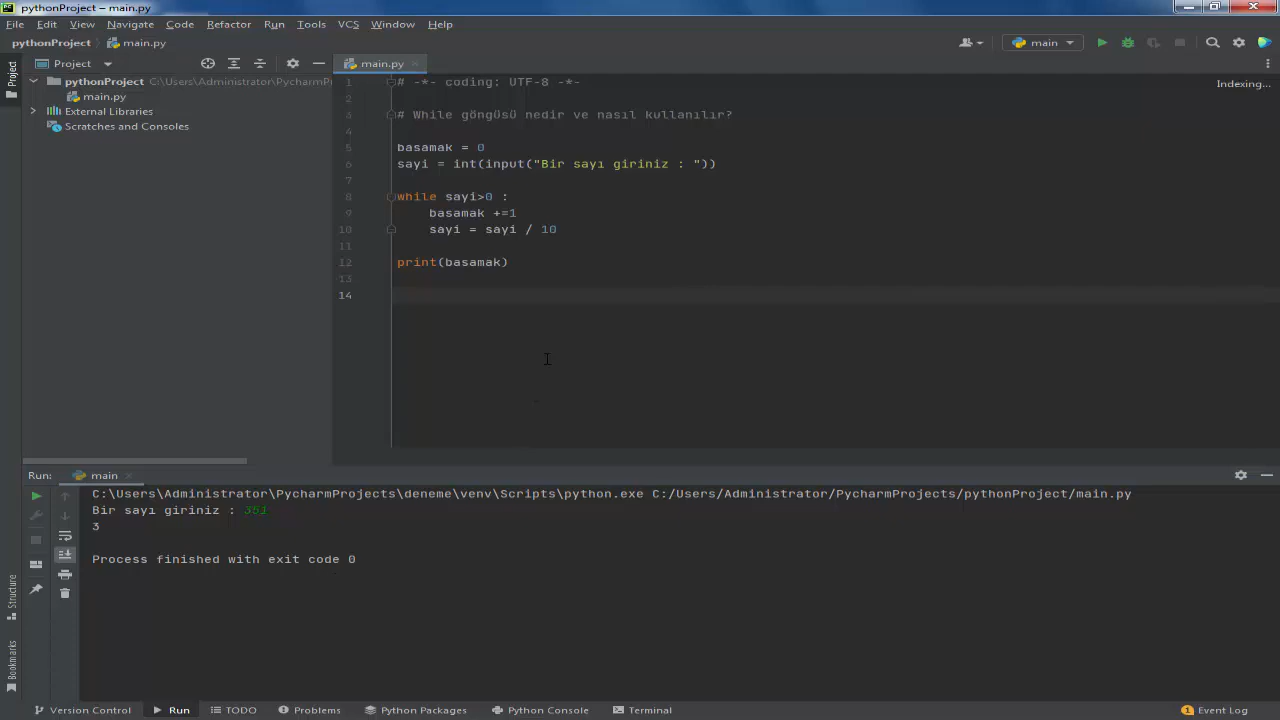 pythonProject – main.py
File Edit View Navigate Code Refactor Run Tools VCS Window Help
pythonProject main.py main
Project main.py
Project
pythonProject C:\Users\Administrator\PycharmPr
main.py
External Libraries
Scratches and Consoles
Indexing...
1 # -*- coding: UTF-8 -*-
2
3 # While göngüsü nedir ve nasıl kullanılır?
4
5 basamak = 0
6 sayi = int(input("Bir sayı giriniz : "))
7
8 while sayi>0 :
9 basamak +=1
10 sayi = sayi / 10
11
12 print(basamak)
13
14
Run: main
C:\Users\Administrator\PycharmProjects\deneme\venv\Scripts\python.exe C:/Users/Administrator/PycharmProjects/pythonProject/main.py
Bir sayı giriniz : 351
3
Process finished with exit code 0
Structure
Bookmarks
Version Control Run TODO Problems Python Packages Python Console Terminal 1 Event Log